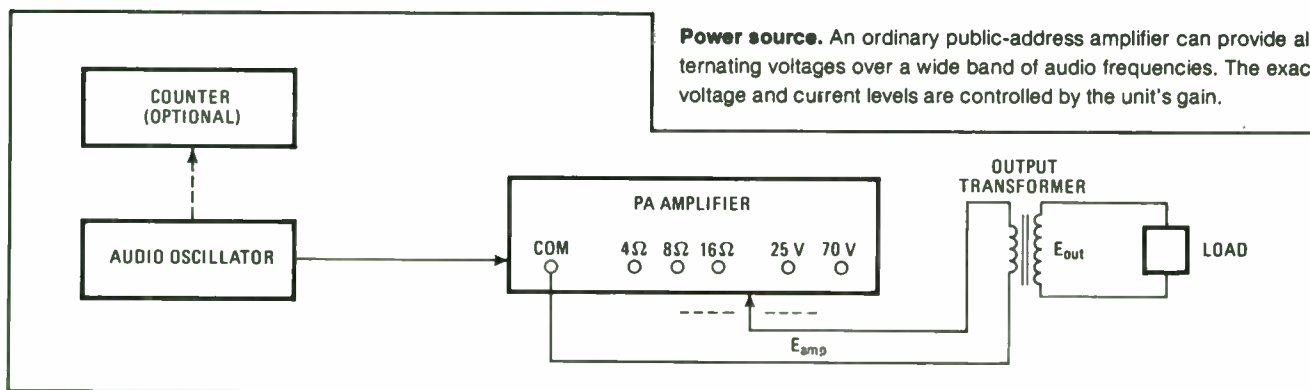 Power source. An ordinary public-address amplifier can provide al
ternating voltages over a wide band of audio frequencies. The exac
voltage and current levels are controlled by the unit's gain.
COUNTER
(OPTIONAL)
AUDIO OSCILLATOR
PA AMPLIFIER
COM 4Ω 8Ω 16Ω 25 V 70 V
E_amp
OUTPUT
TRANSFORMER
E_out
LOAD